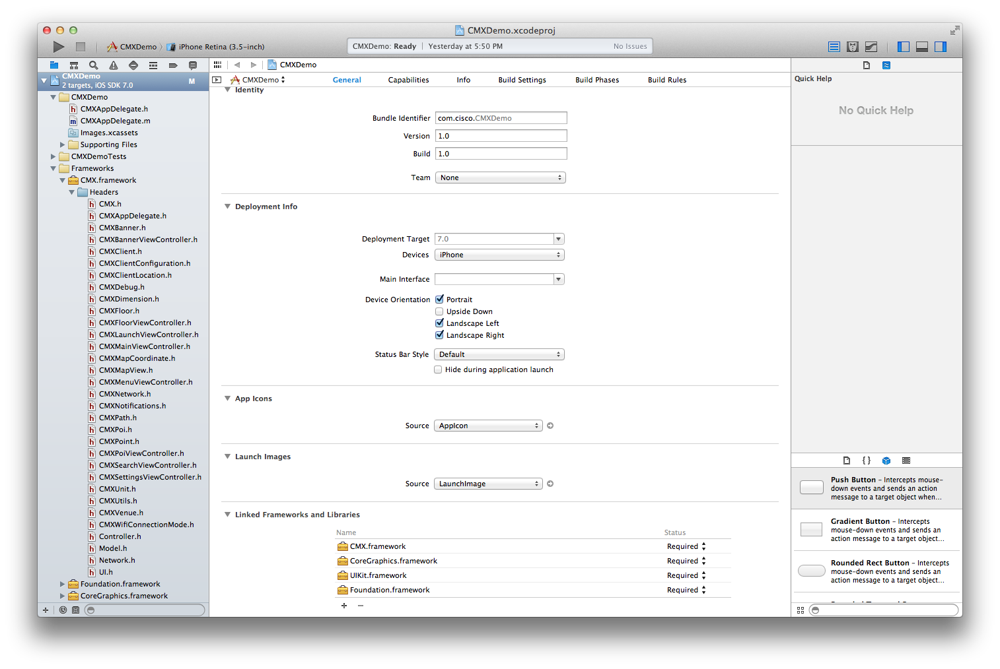 CMXDemo.xcodeproj
CMXDemo
iPhone Retina (3.5-inch)
CMXDemo: Ready
Yesterday at 5:50 PM
No Issues
CMXDemo
2 targets, iOS SDK 7.0
M
CMXDemo
CMXAppDelegate.h
CMXAppDelegate.m
Images.xcassets
Supporting Files
CMXDemoTests
Frameworks
CMX.framework
Headers
CMX.h
CMXAppDelegate.h
CMXBanner.h
CMXBannerViewController.h
CMXClient.h
CMXClientConfiguration.h
CMXClientLocation.h
CMXDebug.h
CMXDimension.h
CMXFloor.h
CMXFloorViewController.h
CMXLaunchViewController.h
CMXMainViewController.h
CMXMapCoordinate.h
CMXMapView.h
CMXMenuViewController.h
CMXNetwork.h
CMXNotifications.h
CMXPath.h
CMXPoi.h
CMXPoint.h
CMXPoiViewController.h
CMXSearchViewController.h
CMXSettingsViewController.h
CMXUnit.h
CMXUtils.h
CMXVenue.h
CMXWifiConnectionMode.h
Controller.h
Model.h
Network.h
UI.h
Foundation.framework
CoreGraphics.framework
CMXDemo
CMXDemo
General
Capabilities
Info
Build Settings
Build Phases
Build Rules
Identity
Bundle Identifier com.cisco.CMXDemo
Version 1.0
Build 1.0
Team None
Deployment Info
Deployment Target 7.0
Devices iPhone
Main Interface
Device Orientation Portrait
Upside Down
Landscape Left
Landscape Right
Status Bar Style Default
Hide during application launch
App Icons
Source AppIcon
Launch Images
Source LaunchImage
Linked Frameworks and Libraries
Name Status
CMX.framework Required
CoreGraphics.framework Required
UIKit.framework Required
Foundation.framework Required
Quick Help
No Quick Help
Push Button – Intercepts mouse-
down events and sends an action
message to a target object when...
Gradient Button – Intercepts
mouse-down events and sends an
action message to a target object...
Rounded Rect Button – Intercepts
mouse-down events and sends an
action message to a target object...